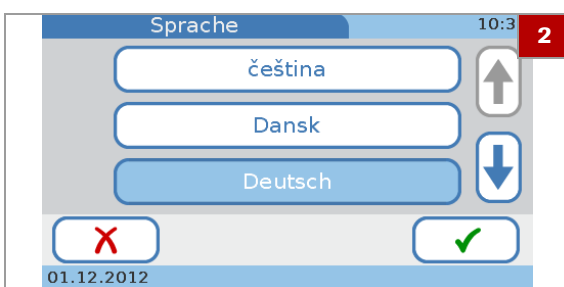 Sprache 10:3
2
čeština
Dansk
Deutsch
01.12.2012